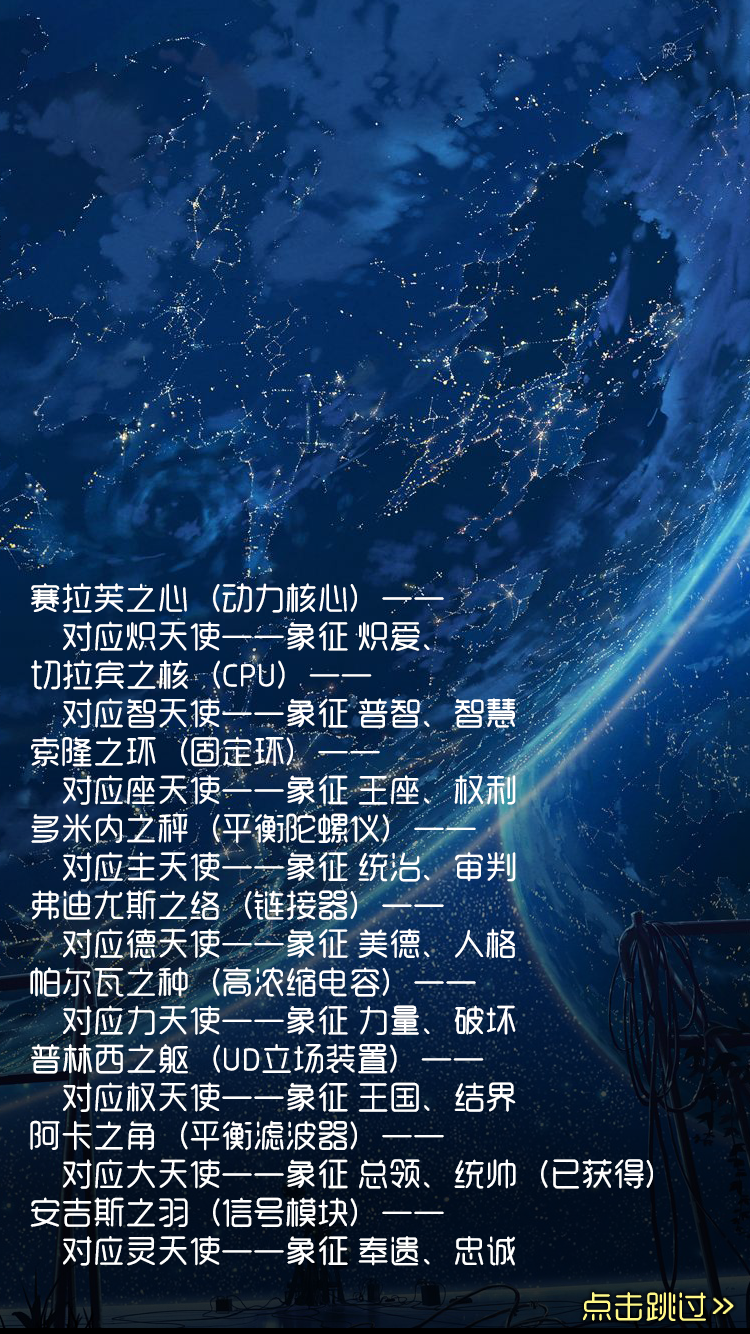 赛拉芙之心（动力核心）——
对应炽天使——象征 炽爱、
切拉宾之核（CPU）——
对应智天使——象征 普智、智慧
索隆之环（固定环）——
对应座天使——象征 王座、权利
多米内之秤（平衡陀螺仪）——
对应主天使——象征 统治、审判
弗迪尤斯之络（链接器）——
对应德天使——象征 美德、人格
帕尔瓦之种（高浓缩电容）——
对应力天使——象征 力量、破坏
普林西之躯（UD立场装置）——
对应权天使——象征 王国、结界
阿卡之角（平衡滤波器）——
对应大天使——象征 总领、统帅（已获得）
安吉斯之羽（信号模块）——
对应灵天使——象征 奉遗、忠诚
点击跳过»